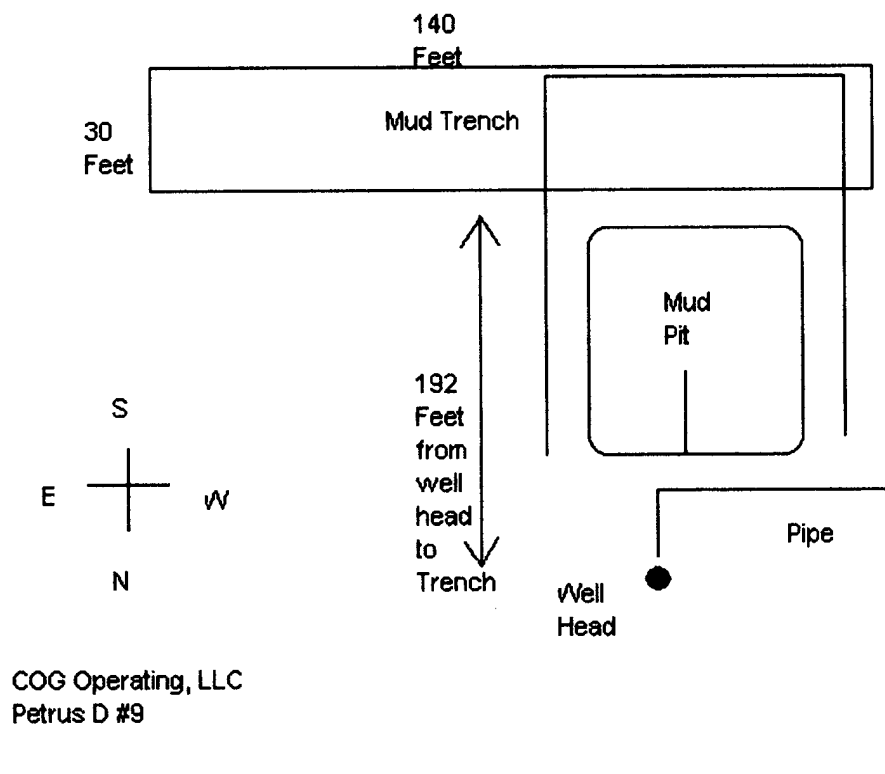 140
Feet
30
Feet
Mud Trench
Mud
Pit
192
Feet
from
well
head
to
Trench
S
E
W
N
Pipe
Well
Head
COG Operating, LLC
Petrus D #9